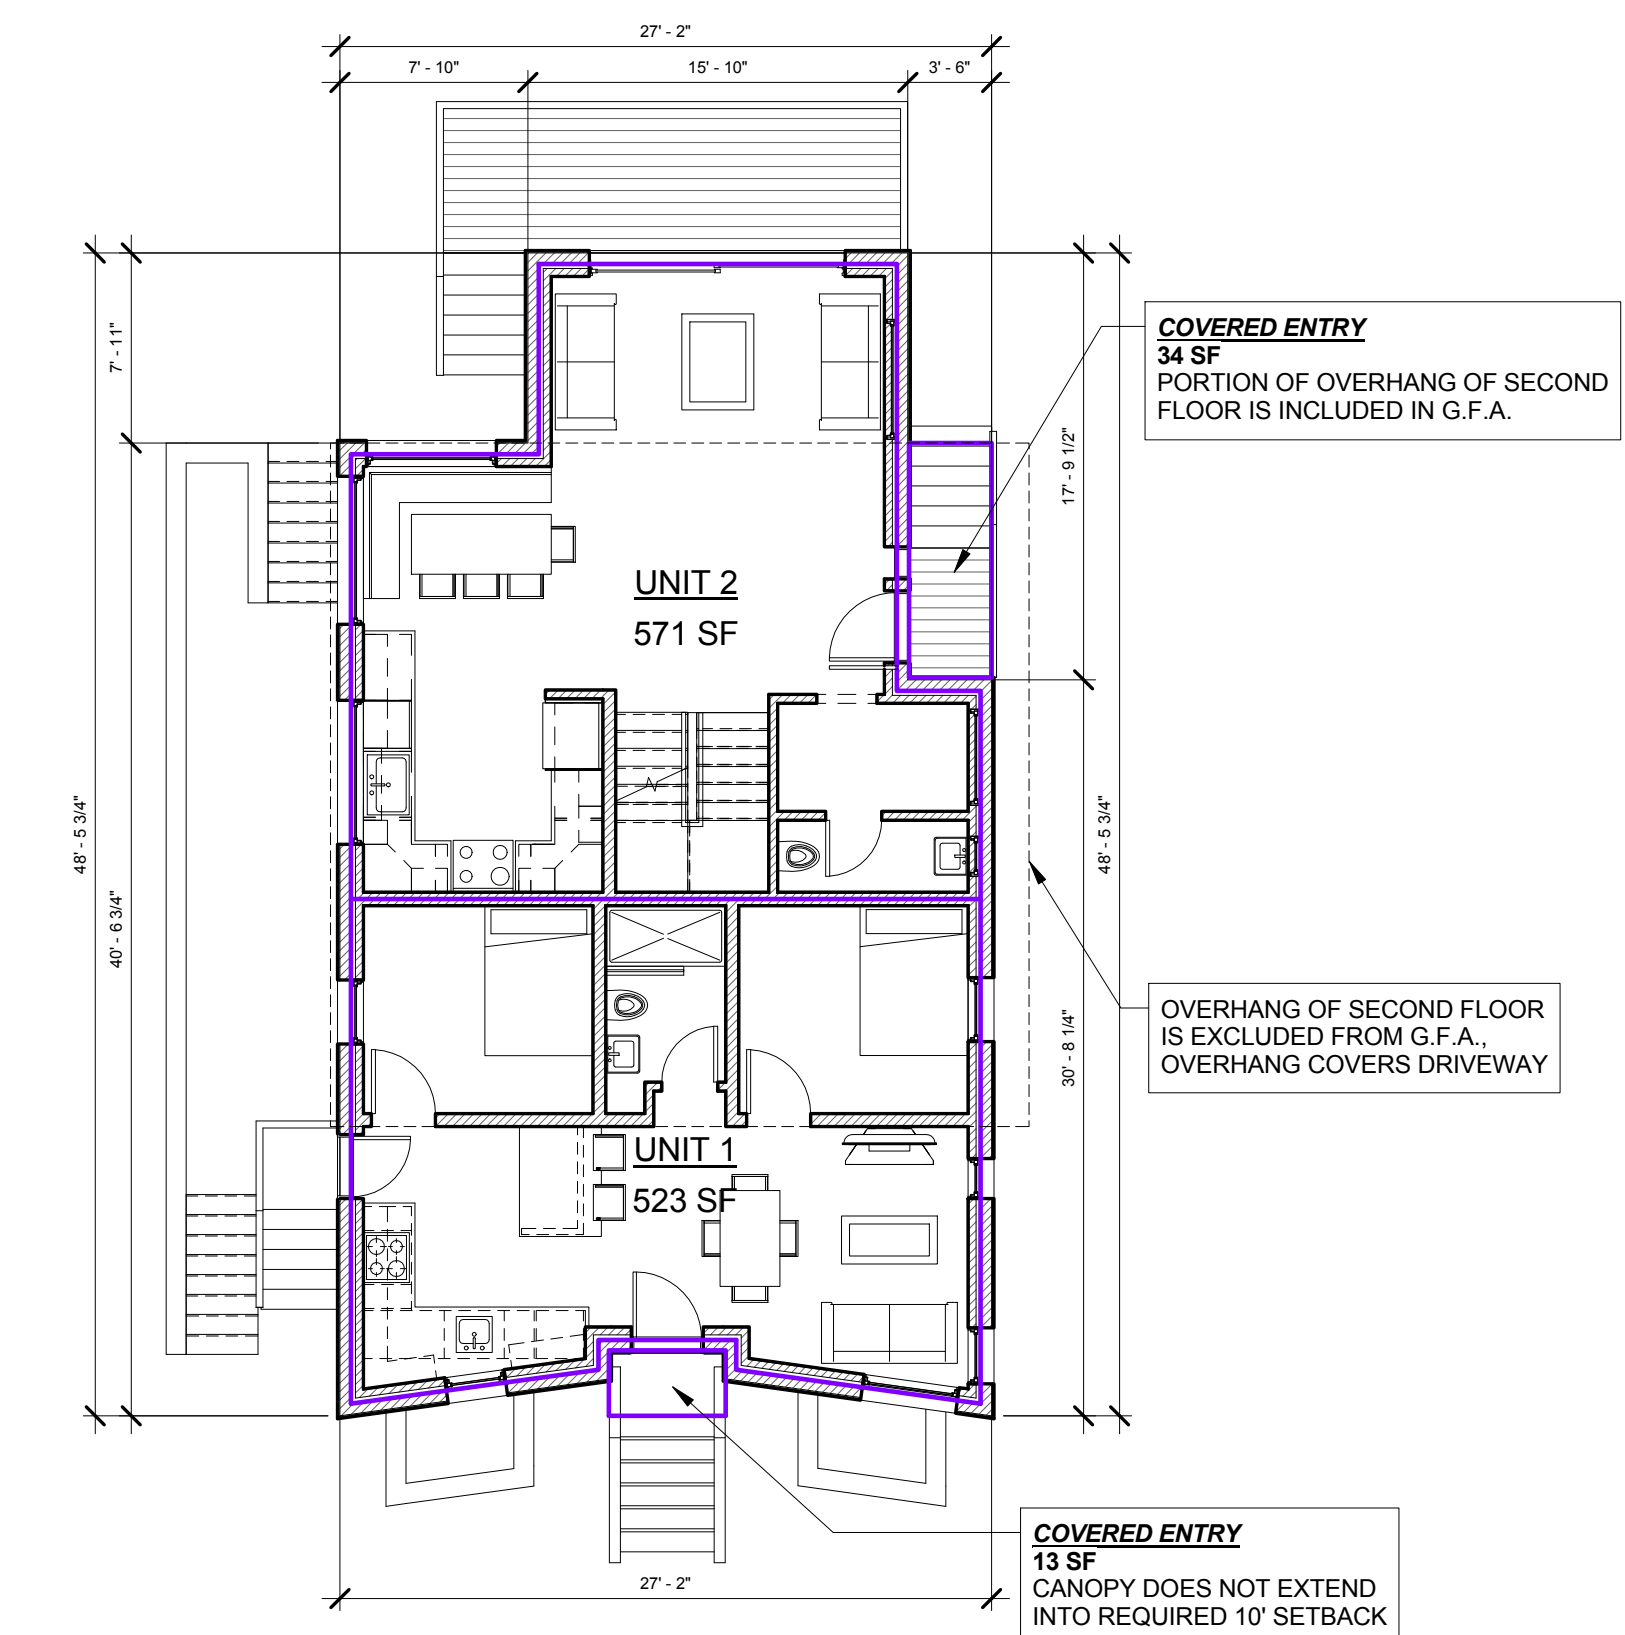 27' - 2"
7' - 10"
15' - 10"
3' - 6"
COVERED ENTRY
34 SF
PORTION OF OVERHANG OF SECOND
FLOOR IS INCLUDED IN G.F.A.
7' - 11"
17' - 9 1/2"
UNIT 2
571 SF
48' - 5 3/4"
40' - 6 3/4"
48' - 5 3/4"
30' - 8 1/4"
OVERHANG OF SECOND FLOOR
IS EXCLUDED FROM G.F.A.,
OVERHANG COVERS DRIVEWAY
UNIT 1
523 SF
COVERED ENTRY
13 SF
CANOPY DOES NOT EXTEND
INTO REQUIRED 10' SETBACK
27' - 2"